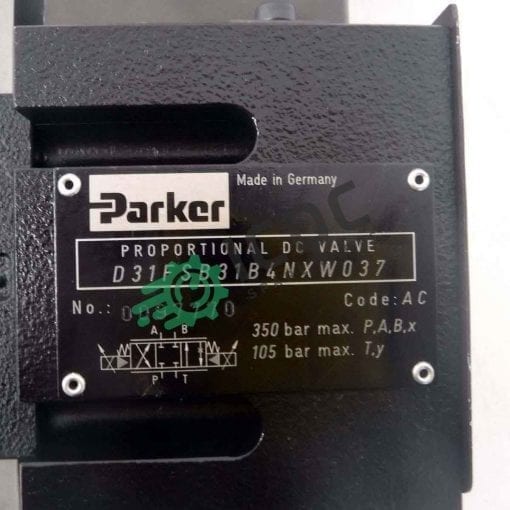 Parker
Made in Germany
PROPORTIONAL DC VALVE
D31FSB31B4NXW037
No.:
Code: AC
A B
P T
350 bar max. P,A,B,x
105 bar max. T,y